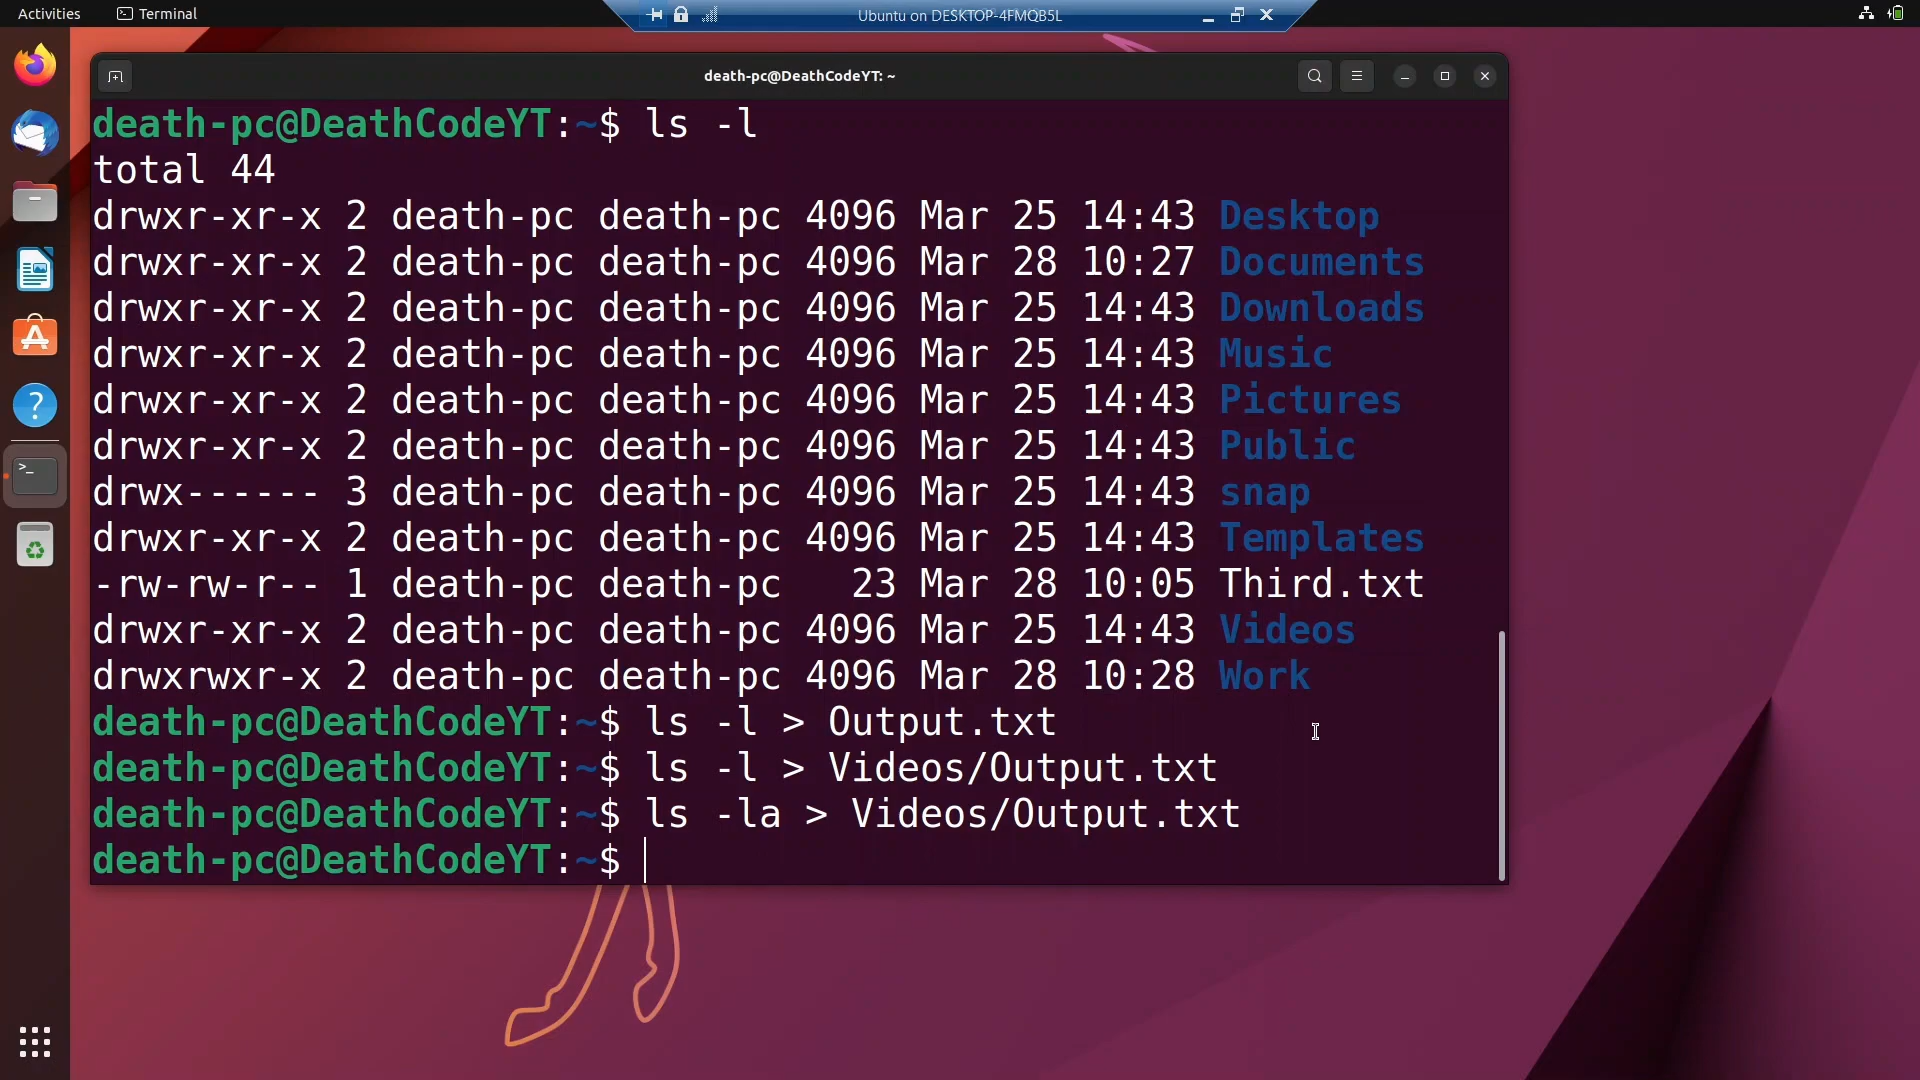 Activities Terminal Ubuntu on DESKTOP-4FMQB5L
death-pc@DeathCodeYT: ~
death-pc@DeathCodeYT:~$ ls -l
total 44
drwxr-xr-x 2 death-pc death-pc 4096 Mar 25 14:43 Desktop
drwxr-xr-x 2 death-pc death-pc 4096 Mar 28 10:27 Documents
drwxr-xr-x 2 death-pc death-pc 4096 Mar 25 14:43 Downloads
drwxr-xr-x 2 death-pc death-pc 4096 Mar 25 14:43 Music
drwxr-xr-x 2 death-pc death-pc 4096 Mar 25 14:43 Pictures
drwxr-xr-x 2 death-pc death-pc 4096 Mar 25 14:43 Public
drwx------ 3 death-pc death-pc 4096 Mar 25 14:43 snap
drwxr-xr-x 2 death-pc death-pc 4096 Mar 25 14:43 Templates
-rw-rw-r-- 1 death-pc death-pc   23 Mar 28 10:05 Third.txt
drwxr-xr-x 2 death-pc death-pc 4096 Mar 25 14:43 Videos
drwxrwxr-x 2 death-pc death-pc 4096 Mar 28 10:28 Work
death-pc@DeathCodeYT:~$ ls -l > Output.txt
death-pc@DeathCodeYT:~$ ls -l > Videos/Output.txt
death-pc@DeathCodeYT:~$ ls -la > Videos/Output.txt
death-pc@DeathCodeYT:~$